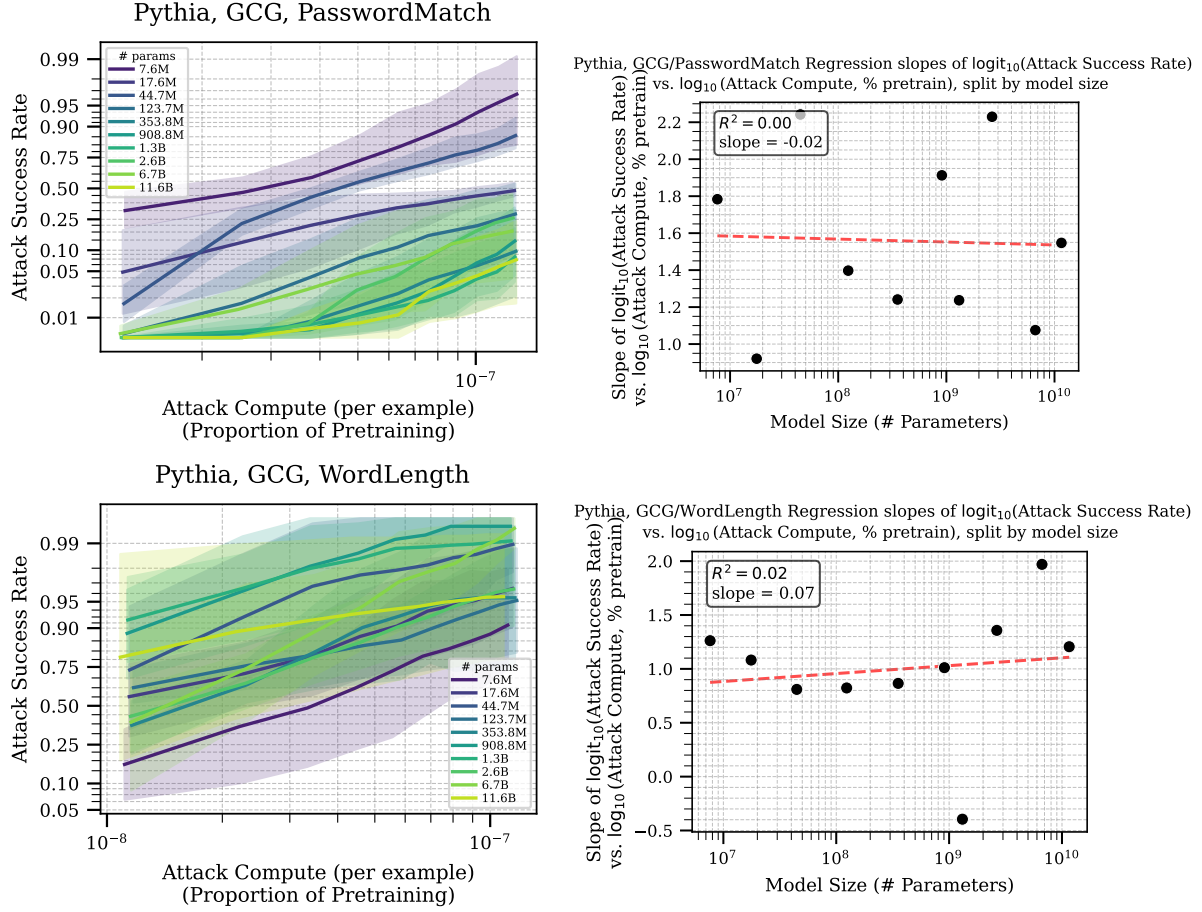 Pythia, GCG, PasswordMatch
Attack Success Rate
0.99
0.95
0.90
0.75
0.50
0.25
0.10
0.05
0.01
# params
7.6M
17.6M
44.7M
123.7M
353.8M
908.8M
1.3B
2.6B
6.7B
11.6B
10⁻⁷
Attack Compute (per example)
(Proportion of Pretraining)
Pythia, GCG/PasswordMatch Regression slopes of logit₁₀(Attack Success Rate)
vs. log₁₀ (Attack Compute, % pretrain), split by model size
Slope of logit₁₀(Attack Success Rate)
vs. log₁₀ (Attack Compute, % pretrain)
2.2
2.0
1.8
1.6
1.4
1.2
1.0
R² = 0.00
slope = -0.02
10⁷
10⁸
10⁹
10¹⁰
Model Size (# Parameters)
Pythia, GCG, WordLength
Attack Success Rate
0.99
0.95
0.90
0.75
0.50
0.25
0.10
0.05
# params
7.6M
17.6M
44.7M
123.7M
353.8M
908.8M
1.3B
2.6B
6.7B
11.6B
10⁻⁸
10⁻⁷
Attack Compute (per example)
(Proportion of Pretraining)
Pythia, GCG/WordLength Regression slopes of logit₁₀(Attack Success Rate)
vs. log₁₀ (Attack Compute, % pretrain), split by model size
Slope of logit₁₀(Attack Success Rate)
vs. log₁₀ (Attack Compute, % pretrain)
2.0
1.5
1.0
0.5
0.0
−0.5
R² = 0.02
slope = 0.07
10⁷
10⁸
10⁹
10¹⁰
Model Size (# Parameters)